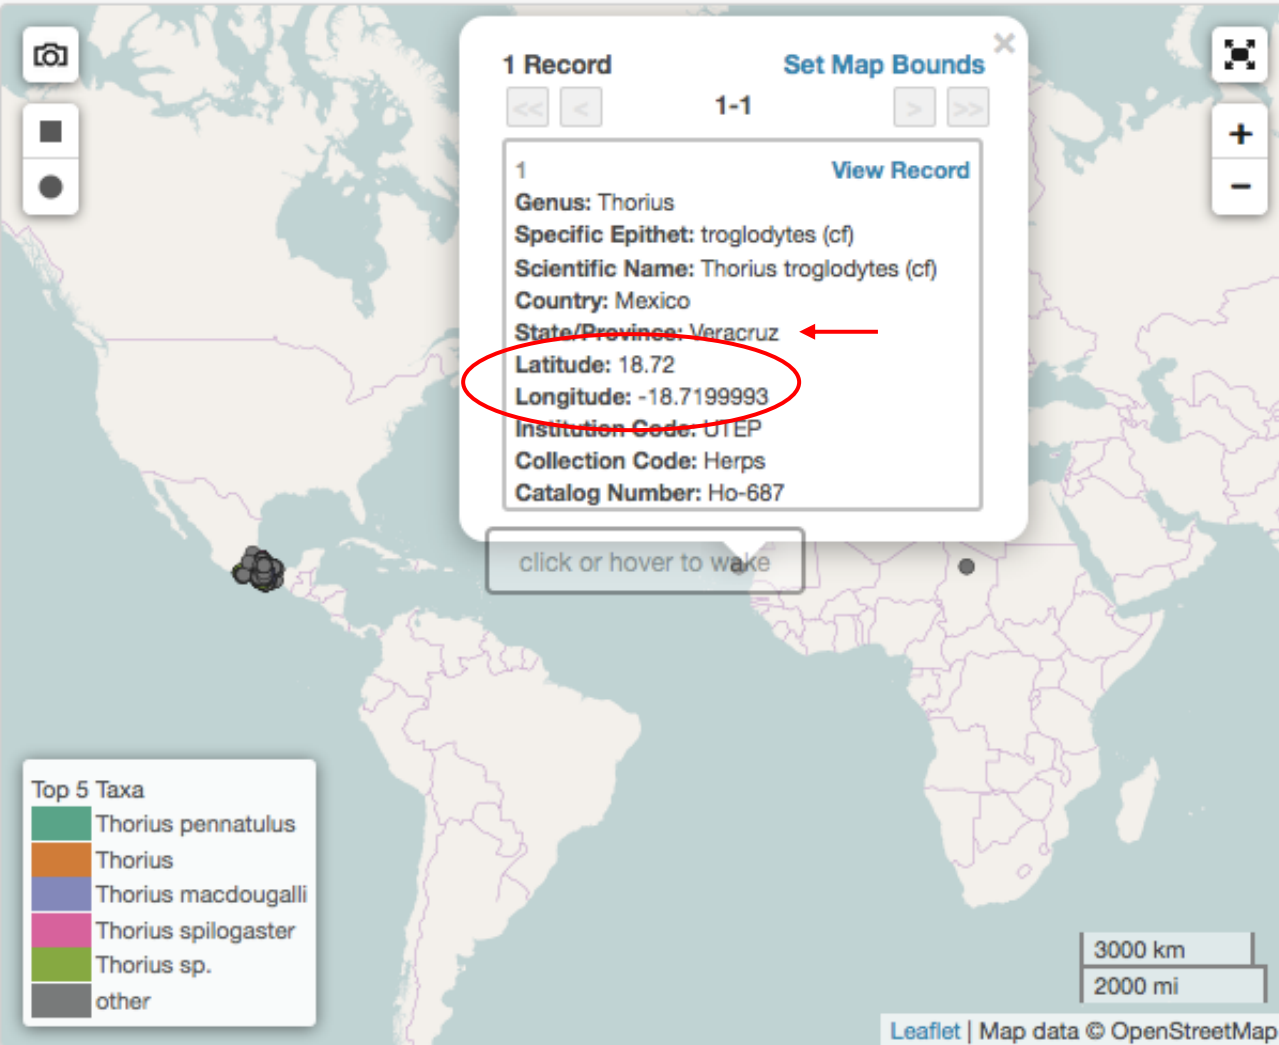 1 Record
Set Map Bounds
<< < 1-1 > >>
1 View Record
Genus: Thorius
Specific Epithet: troglodytes (cf)
Scientific Name: Thorius troglodytes (cf)
Country: Mexico
State/Province: Veracruz
Latitude: 18.72
Longitude: -18.7199993
Institution Code: UTEP
Collection Code: Herps
Catalog Number: Ho-687
click or hover to wake
+
−
Top 5 Taxa
Thorius pennatulus
Thorius
Thorius macdougalli
Thorius spilogaster
Thorius sp.
other
3000 km
2000 mi
Leaflet | Map data © OpenStreetMap